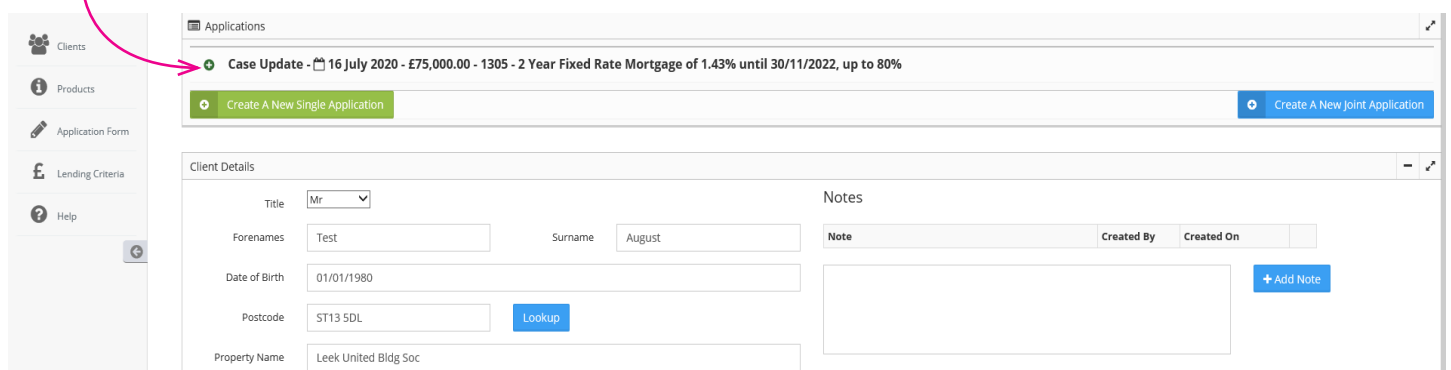 Clients
Products
Application Form
Lending Criteria
Help
Applications
Case Update - 16 July 2020 - £75,000.00 - 1305 - 2 Year Fixed Rate Mortgage of 1.43% until 30/11/2022, up to 80%
Create A New Single Application
Create A New Joint Application
Client Details
Title Mr
Forenames Test Surname August
Date of Birth 01/01/1980
Postcode ST13 5DL Lookup
Property Name Leek United Bldg Soc
Notes
Note Created By Created On
+ Add Note